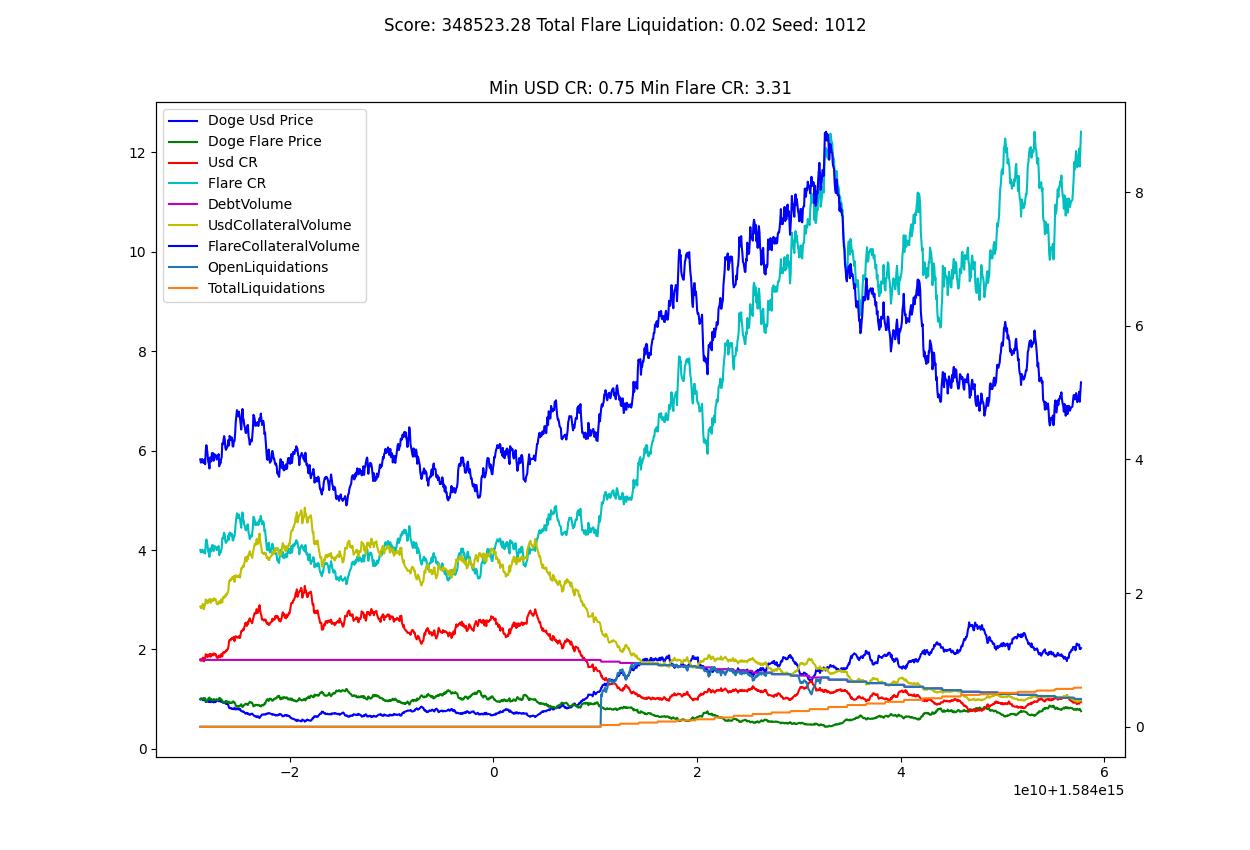 Score: 348523.28 Total Flare Liquidation: 0.02 Seed: 1012
Min USD CR: 0.75 Min Flare CR: 3.31
Doge Usd Price
Doge Flare Price
Usd CR
Flare CR
DebtVolume
UsdCollateralVolume
FlareCollateralVolume
OpenLiquidations
TotalLiquidations
12
10
8
6
4
2
0
8
6
4
2
0
−2
0
2
4
6
1e10+1.584e15